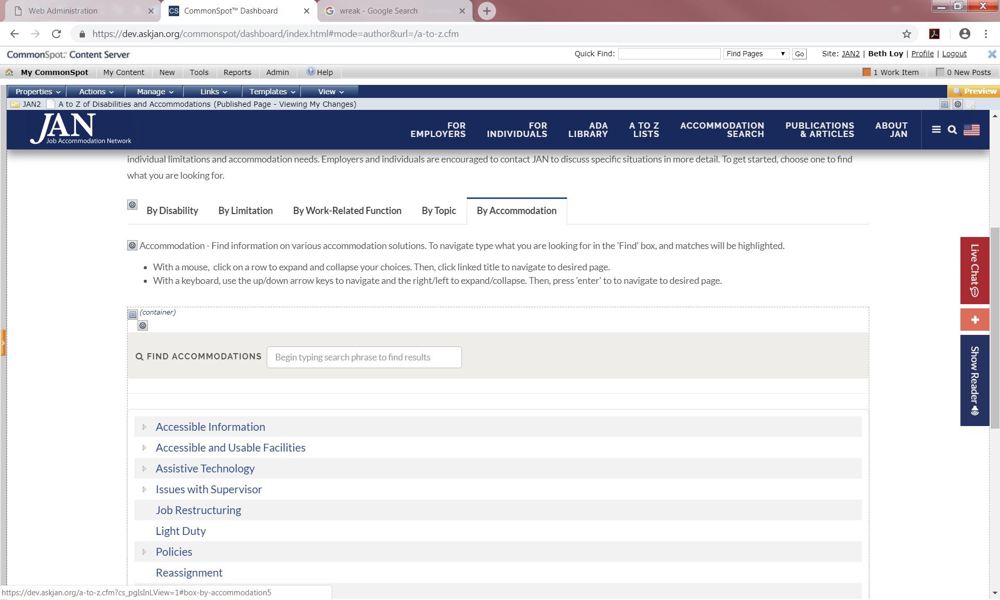 Web Administration
CS CommonSpot™ Dashboard
wreak - Google Search
https://dev.askjan.org/commonspot/dashboard/index.html#mode=author&url=/a-to-z.cfm
CommonSpot™ Content Server
Quick Find:
Find Pages
Go
Site: JAN2 | Beth Loy | Profile | Logout
My CommonSpot
My Content
New
Tools
Reports
Admin
Help
1 Work Item
0 New Posts
Properties
Actions
Manage
Links
Templates
View
Preview
JAN2
A to Z of Disabilities and Accommodations (Published Page - Viewing My Changes)
JAN
Job Accommodation Network
FOR EMPLOYERS
FOR INDIVIDUALS
ADA LIBRARY
A TO Z LISTS
ACCOMMODATION SEARCH
PUBLICATIONS & ARTICLES
ABOUT JAN
individual limitations and accommodation needs. Employers and individuals are encouraged to contact JAN to discuss specific situations in more detail. To get started, choose one to find
what you are looking for.
By Disability
By Limitation
By Work-Related Function
By Topic
By Accommodation
Accommodation - Find information on various accommodation solutions. To navigate type what you are looking for in the 'Find' box, and matches will be highlighted.
• With a mouse, click on a row to expand and collapse your choices. Then, click linked title to navigate to desired page.
• With a keyboard, use the up/down arrow keys to navigate and the right/left to expand/collapse. Then, press 'enter' to to navigate to desired page.
(container)
FIND ACCOMMODATIONS
Begin typing search phrase to find results
Accessible Information
Accessible and Usable Facilities
Assistive Technology
Issues with Supervisor
Job Restructuring
Light Duty
Policies
Reassignment
Live Chat
+
Show Reader
https://dev.askjan.org/a-to-z.cfm?cs_pgIsInLView=1#box-by-accommodation5